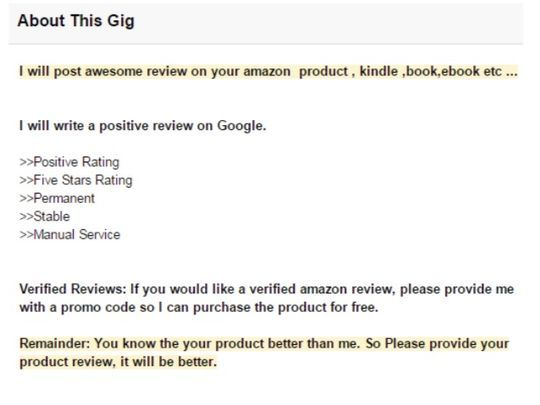 About This Gig
I will post awesome review on your amazon product , kindle ,book,ebook etc ...
I will write a positive review on Google.
>>Positive Rating
>>Five Stars Rating
>>Permanent
>>Stable
>>Manual Service
Verified Reviews: If you would like a verified amazon review, please provide me
with a promo code so I can purchase the product for free.
Remainder: You know the your product better than me. So Please provide your
product review, it will be better.